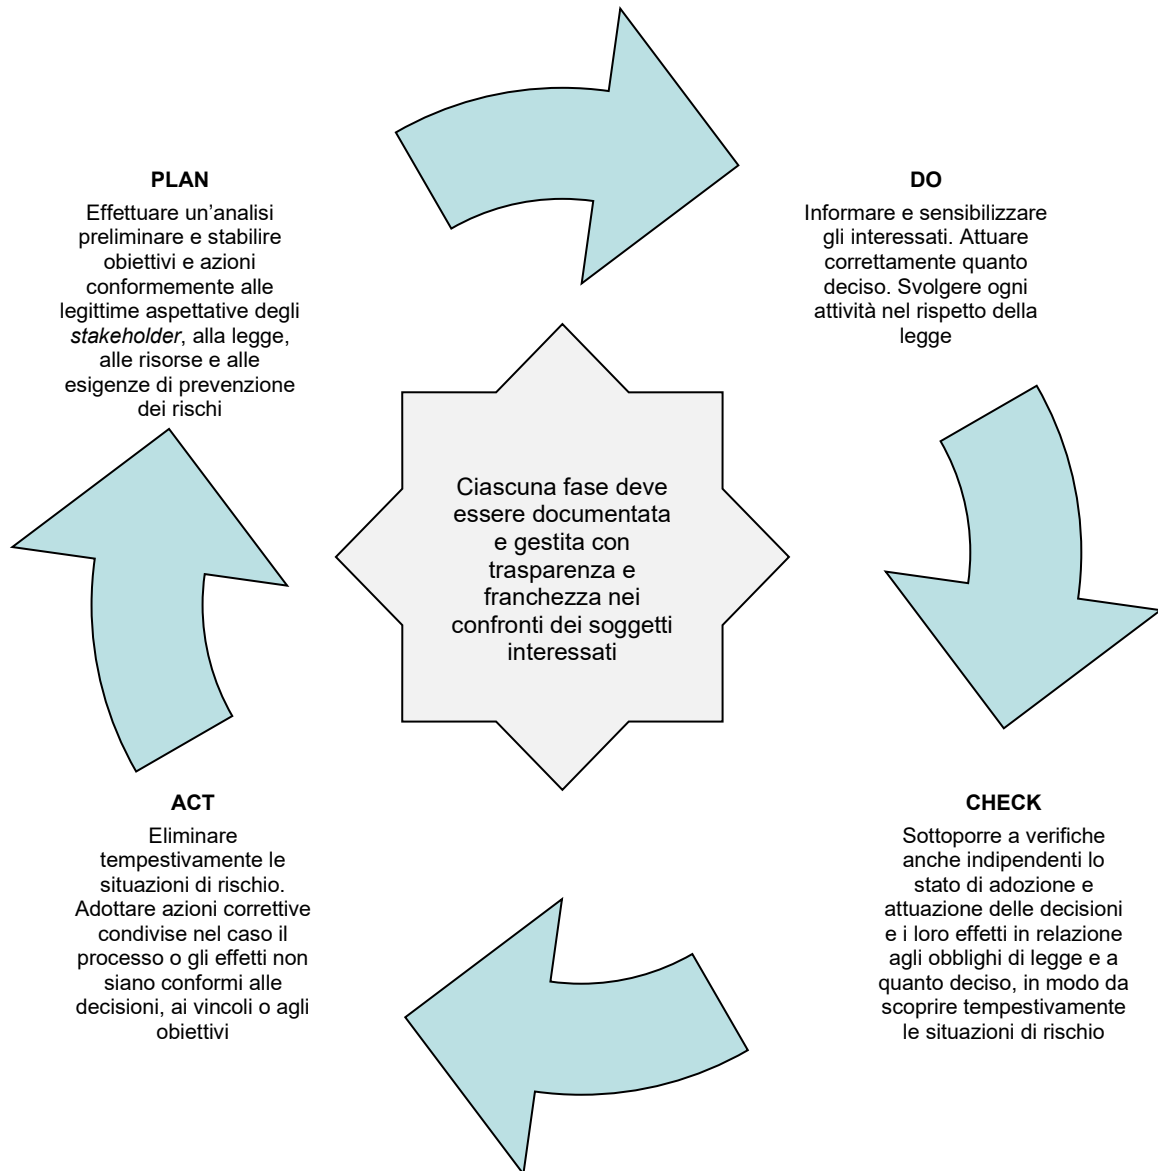 PLAN
Effettuare un’analisi
preliminare e stabilire
obiettivi e azioni
conformemente alle
legittime aspettative degli
stakeholder, alla legge,
alle risorse e alle
esigenze di prevenzione
dei rischi
DO
Informare e sensibilizzare
gli interessati. Attuare
correttamente quanto
deciso. Svolgere ogni
attività nel rispetto della
legge
Ciascuna fase deve
essere documentata
e gestita con
trasparenza e
franchezza nei
confronti dei soggetti
interessati
ACT
Eliminare
tempestivamente le
situazioni di rischio.
Adottare azioni correttive
condivise nel caso il
processo o gli effetti non
siano conformi alle
decisioni, ai vincoli o agli
obiettivi
CHECK
Sottoporre a verifiche
anche indipendenti lo
stato di adozione e
attuazione delle decisioni
e i loro effetti in relazione
agli obblighi di legge e a
quanto deciso, in modo da
scoprire tempestivamente
le situazioni di rischio